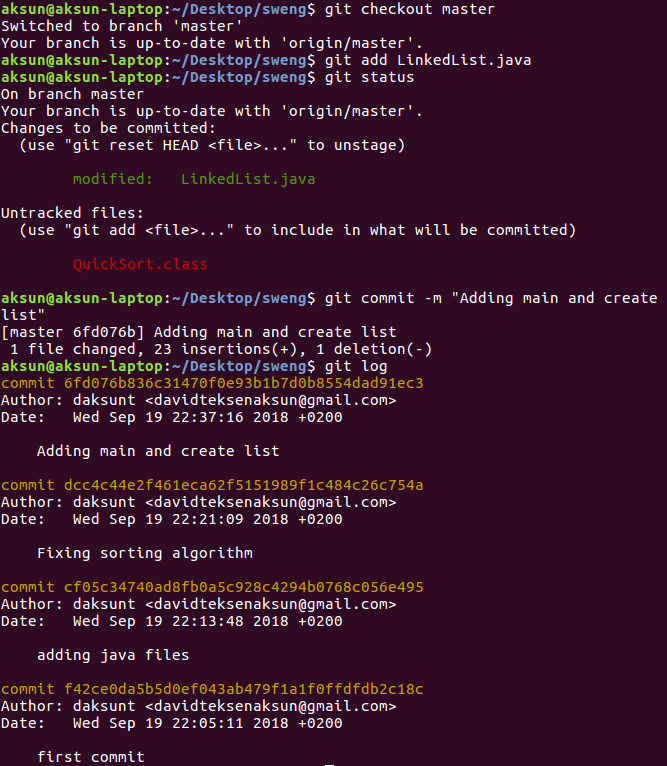 aksun@aksun-laptop:~/Desktop/sweng$ git checkout master
Switched to branch 'master'
Your branch is up-to-date with 'origin/master'.
aksun@aksun-laptop:~/Desktop/sweng$ git add LinkedList.java
aksun@aksun-laptop:~/Desktop/sweng$ git status
On branch master
Your branch is up-to-date with 'origin/master'.
Changes to be committed:
  (use "git reset HEAD <file>..." to unstage)
        modified:   LinkedList.java
Untracked files:
  (use "git add <file>..." to include in what will be committed)
        QuickSort.class
aksun@aksun-laptop:~/Desktop/sweng$ git commit -m "Adding main and create
list"
[master 6fd076b] Adding main and create list
 1 file changed, 23 insertions(+), 1 deletion(-)
aksun@aksun-laptop:~/Desktop/sweng$ git log
commit 6fd076b836c31470f0e93b1b7d0b8554dad91ec3
Author: daksunt <davidteksenaksun@gmail.com>
Date:   Wed Sep 19 22:37:16 2018 +0200
    Adding main and create list
commit dcc4c44e2f461eca62f5151989f1c484c26c754a
Author: daksunt <davidteksenaksun@gmail.com>
Date:   Wed Sep 19 22:21:09 2018 +0200
    Fixing sorting algorithm
commit cf05c34740ad8fb0a5c928c4294b0768c056e495
Author: daksunt <davidteksenaksun@gmail.com>
Date:   Wed Sep 19 22:13:48 2018 +0200
    adding java files
commit f42ce0da5b5d0ef043ab479f1a1f0ffdfdb2c18c
Author: daksunt <davidteksenaksun@gmail.com>
Date:   Wed Sep 19 22:05:11 2018 +0200
    first commit